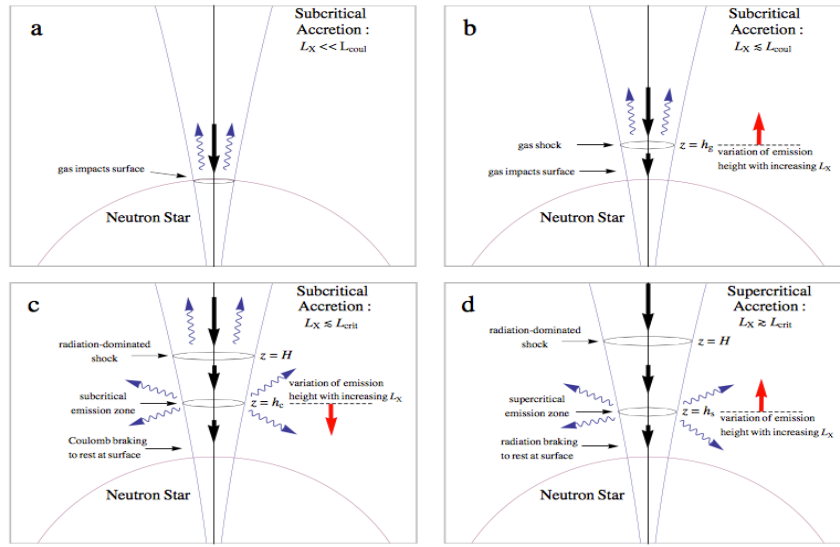 a
Subcritical
Accretion :
L_X << L_coul
gas impacts surface
Neutron Star
b
Subcritical
Accretion :
L_X ≲ L_coul
gas shock
z = h_g
variation of emission
height with increasing L_X
gas impacts surface
Neutron Star
c
Subcritical
Accretion :
L_X ≲ L_crit
radiation-dominated
shock
z = H
subcritical
emission zone
variation of emission
height with increasing L_X
z = h_c
Coulomb braking
to rest at surface
Neutron Star
d
Supercritical
Accretion :
L_X ≳ L_crit
radiation-dominated
shock
z = H
supercritical
emission zone
z = h_s
variation of emission
height with increasing L_X
radiation braking
to rest at surface
Neutron Star